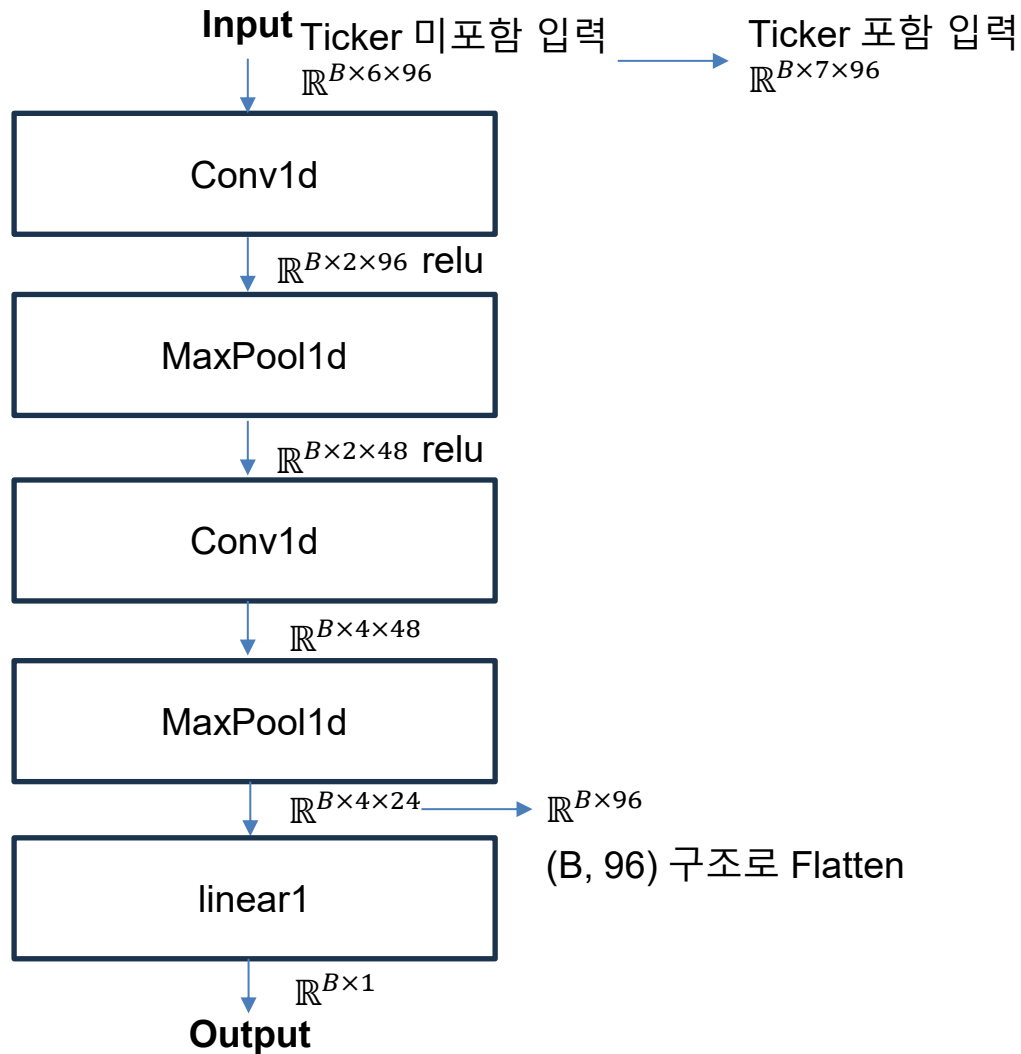 Input Ticker 미포함 입력
Ticker 포함 입력
ℝ^{B×6×96}
ℝ^{B×7×96}
Conv1d
ℝ^{B×2×96} relu
MaxPool1d
ℝ^{B×2×48} relu
Conv1d
ℝ^{B×4×48}
MaxPool1d
ℝ^{B×4×24}
ℝ^{B×96}
(B, 96) 구조로 Flatten
linear1
ℝ^{B×1}
Output